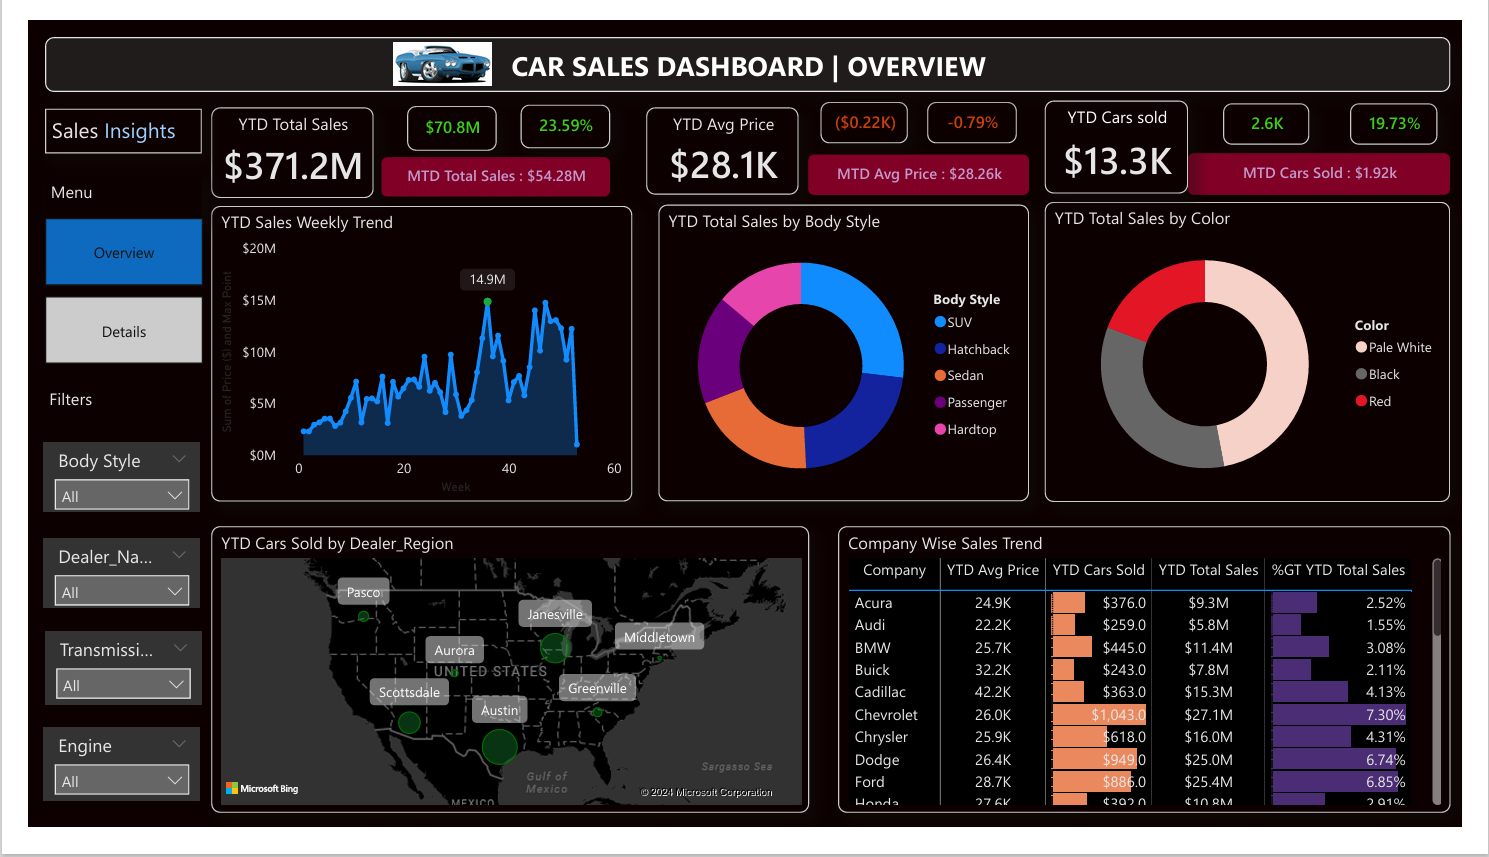 CAR SALES DASHBOARD | OVERVIEW
Sales Insights
YTD Total Sales
$371.2M
$70.8M
23.59%
MTD Total Sales : $54.28M
YTD Avg Price
$28.1K
($0.22K)
-0.79%
MTD Avg Price : $28.26k
YTD Cars sold
$13.3K
2.6K
19.73%
MTD Cars Sold : $1.92k
Menu
Overview
Details
Filters
Body Style
All
Dealer_Na...
All
Transmissi...
All
Engine
All
YTD Sales Weekly Trend
Sum of Price ($) and Max Point
$20M
$15M
$10M
$5M
$0M
14.9M
0 20 40 60
Week
YTD Total Sales by Body Style
Body Style
SUV
Hatchback
Sedan
Passenger
Hardtop
YTD Total Sales by Color
Color
Pale White
Black
Red
YTD Cars Sold by Dealer_Region
Pasco
Janesville
Middletown
Aurora
UNITED STATES
Scottsdale
Greenville
Austin
Sargasso Sea
Gulf of
Mexico
MEXICO
Microsoft Bing
© 2024 Microsoft Corporation
Company Wise Sales Trend
Company YTD Avg Price YTD Cars Sold YTD Total Sales %GT YTD Total Sales
Acura 24.9K $376.0 $9.3M 2.52%
Audi 22.2K $259.0 $5.8M 1.55%
BMW 25.7K $445.0 $11.4M 3.08%
Buick 32.2K $243.0 $7.8M 2.11%
Cadillac 42.2K $363.0 $15.3M 4.13%
Chevrolet 26.0K $1,043.0 $27.1M 7.30%
Chrysler 25.9K $618.0 $16.0M 4.31%
Dodge 26.4K $949.0 $25.0M 6.74%
Ford 28.7K $886.0 $25.4M 6.85%
Honda 27.6K $392.0 $10.8M 2.91%